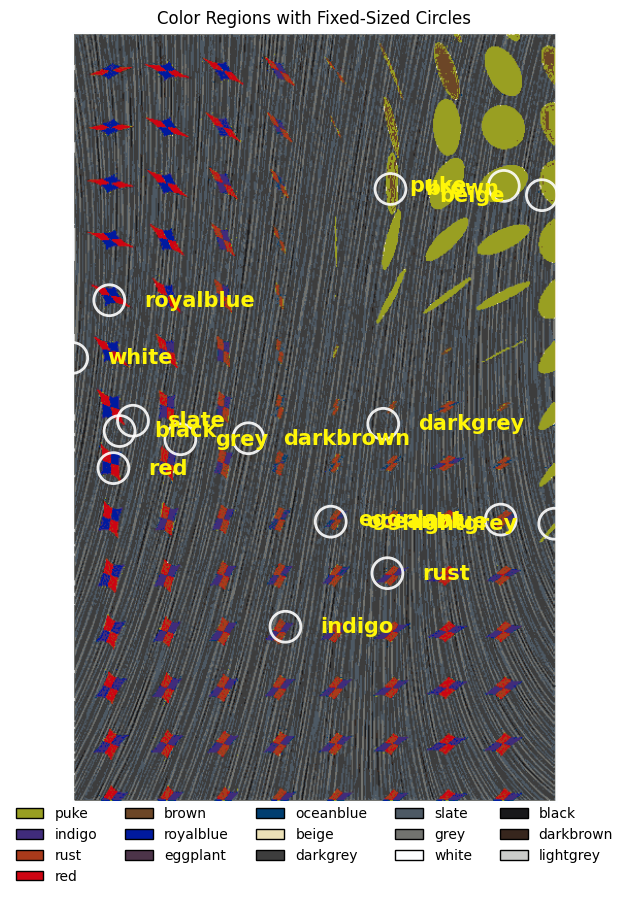 Color Regions with Fixed-Sized Circles
puke
brown
beige
royalblue
white
slate
darkgrey
black
grey
darkbrown
red
eggplant
oceanblue
lightgrey
rust
indigo
puke brown oceanblue slate black
indigo royalblue beige grey darkbrown
rust eggplant darkgrey white lightgrey
red